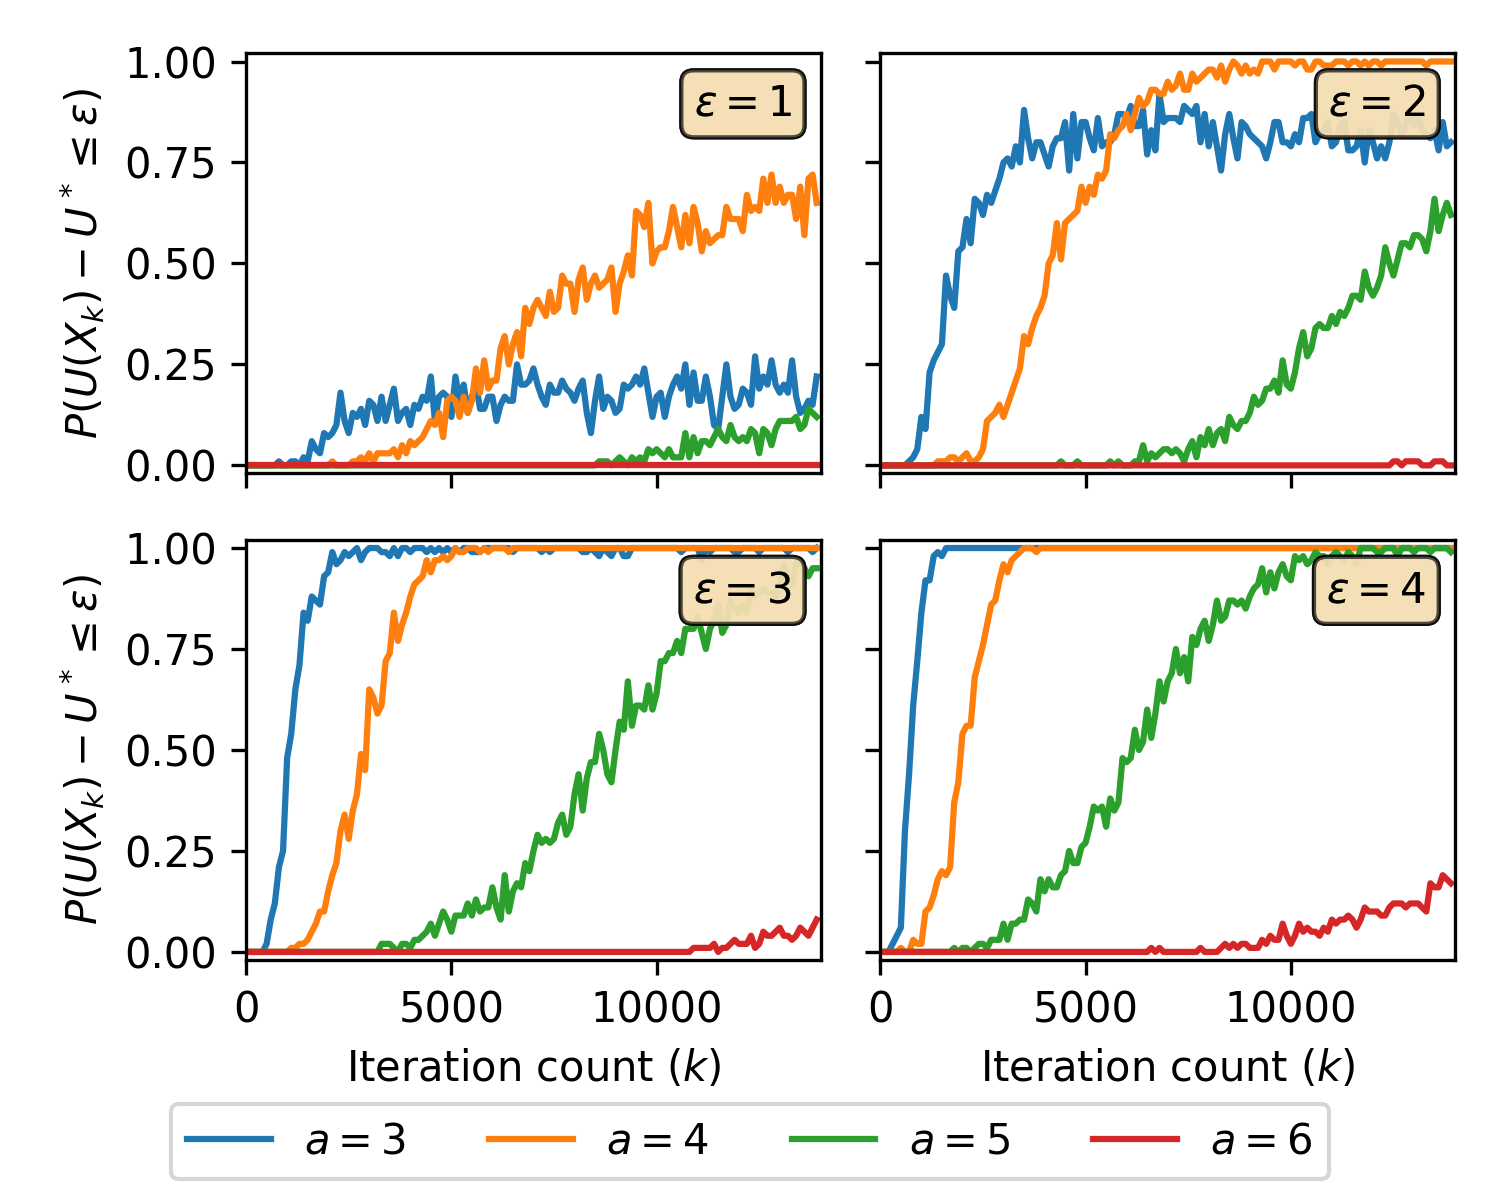 P(U(X_k) − U* ≤ ε)
1.00
0.75
0.50
0.25
0.00
ε = 1
ε = 2
P(U(X_k) − U* ≤ ε)
1.00
0.75
0.50
0.25
0.00
ε = 3
ε = 4
0 5000 10000
0 5000 10000
Iteration count (k)
Iteration count (k)
a = 3 a = 4 a = 5 a = 6